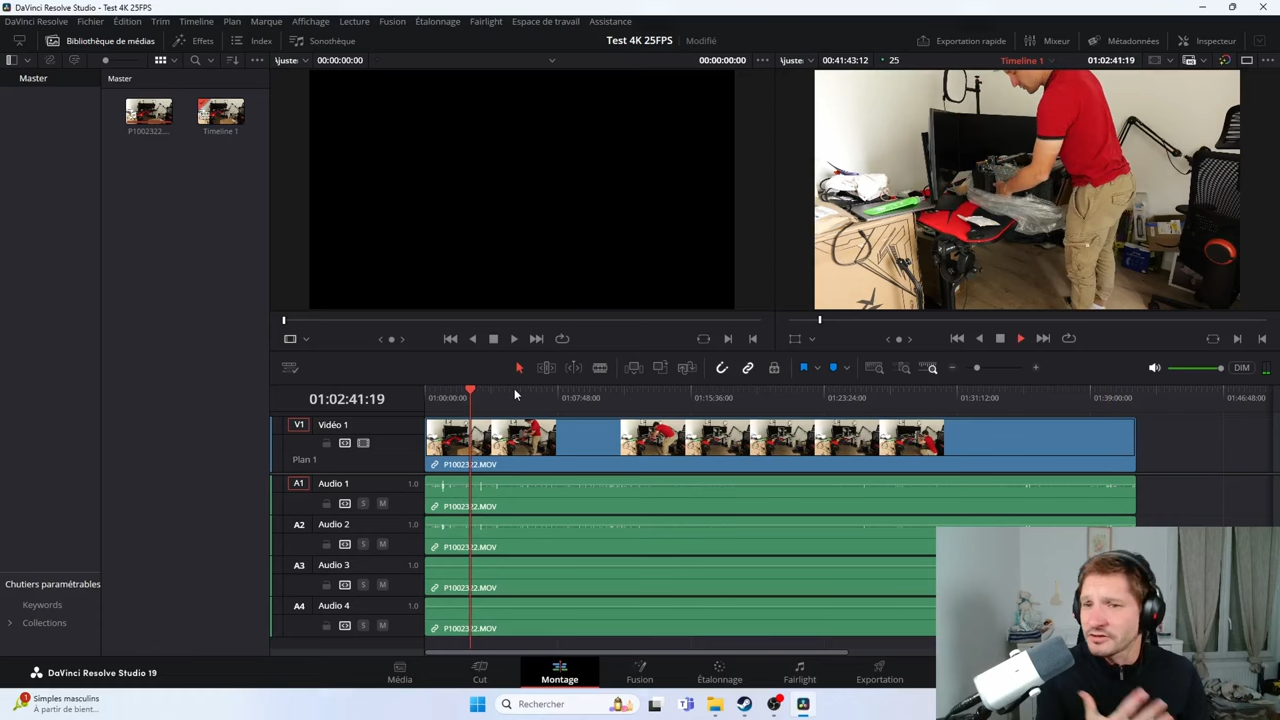 DaVinci Resolve Studio - Test 4K 25FPS
DaVinci Resolve Fichier Édition Trim Timeline Plan Marque Affichage Lecture Fusion Étalonnage Fairlight Espace de travail Assistance
Bibliothèque de médias Effets Index Sonothèque Test 4K 25FPS Modifié Exportation rapide Mixeur Métadonnées Inspecteur
\juste 00:00:00:00 00:00:00:00 \juste 00:41:43:12 25 Timeline 1 01:02:41:19
Master Master
P1002322,... Timeline 1
01:02:41:19 01:00:00:00 01:07:48:00 01:15:36:00 01:23:24:00 01:31:12:00 01:39:00:00 01:46:48:00
DIM
V1 Vidéo 1
Plan 1 P1002322.MOV
A1 Audio 1 1.0
S M P1002322.MOV
A2 Audio 2 1.0
S M P1002322.MOV
A3 Audio 3 1.0
S M P1002322.MOV
A4 Audio 4 1.0
S M P1002322.MOV
Chutiers paramétrables
Keywords
Collections
DaVinci Resolve Studio 19 Média Cut Montage Fusion Étalonnage Fairlight Exportation
Simples masculins
À partir de bient... Rechercher